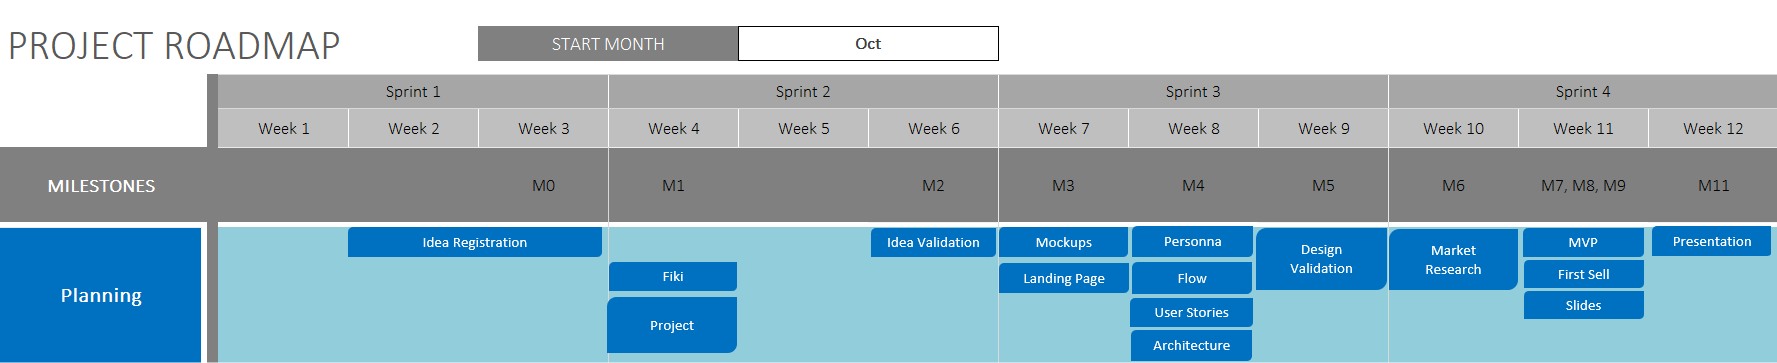 PROJECT ROADMAP
START MONTH Oct
Sprint 1 Sprint 2 Sprint 3 Sprint 4
Week 1 Week 2 Week 3 Week 4 Week 5 Week 6 Week 7 Week 8 Week 9 Week 10 Week 11 Week 12
MILESTONES M0 M1 M2 M3 M4 M5 M6 M7, M8, M9 M11
Planning
Idea Registration
Fiki
Project
Idea Validation
Mockups
Landing Page
Personna
Flow
User Stories
Architecture
Design
Validation
Market
Research
MVP
First Sell
Slides
Presentation